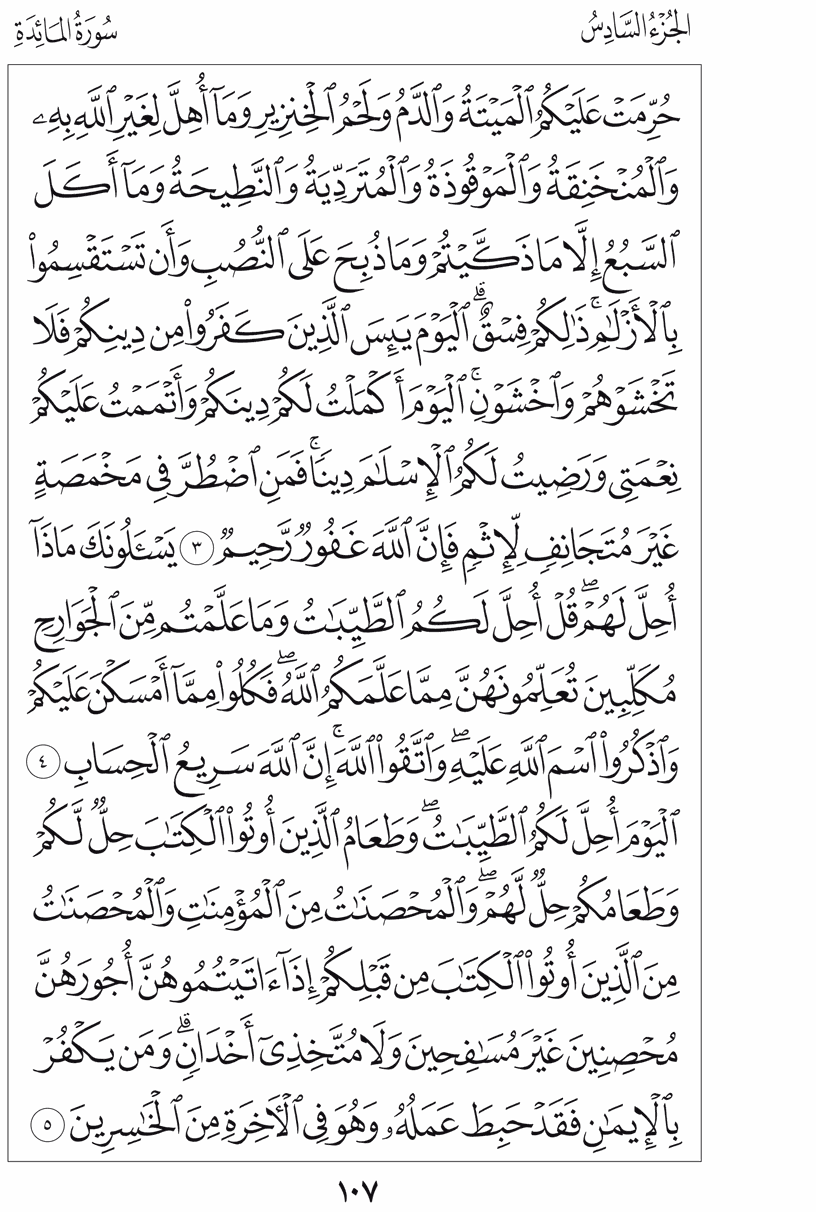 الجُزْءُ السَّادِسُ
سُورَةُ المَائِدَةِ
حُرِّمَتْ عَلَيْكُمُ ٱلْمَيْتَةُ وَٱلدَّمُ وَلَحْمُ ٱلْخِنزِيرِ وَمَآ أُهِلَّ لِغَيْرِ ٱللَّهِ بِهِۦ
وَٱلْمُنْخَنِقَةُ وَٱلْمَوْقُوذَةُ وَٱلْمُتَرَدِّيَةُ وَٱلنَّطِيحَةُ وَمَآ أَكَلَ
ٱلسَّبُعُ إِلَّا مَا ذَكَّيْتُمْ وَمَا ذُبِحَ عَلَى ٱلنُّصُبِ وَأَن تَسْتَقْسِمُوا۟
بِٱلْأَزْلَٰمِ ۚ ذَٰلِكُمْ فِسْقٌ ۗ ٱلْيَوْمَ يَئِسَ ٱلَّذِينَ كَفَرُوا۟ مِن دِينِكُمْ فَلَا
تَخْشَوْهُمْ وَٱخْشَوْنِ ۚ ٱلْيَوْمَ أَكْمَلْتُ لَكُمْ دِينَكُمْ وَأَتْمَمْتُ عَلَيْكُمْ
نِعْمَتِى وَرَضِيتُ لَكُمُ ٱلْإِسْلَٰمَ دِينًا ۚ فَمَنِ ٱضْطُرَّ فِى مَخْمَصَةٍ
غَيْرَ مُتَجَانِفٍ لِّإِثْمٍ فَإِنَّ ٱللَّهَ غَفُورٌ رَّحِيمٌ ٣ يَسْـَٔلُونَكَ مَاذَآ
أُحِلَّ لَهُمْ ۖ قُلْ أُحِلَّ لَكُمُ ٱلطَّيِّبَٰتُ وَمَا عَلَّمْتُم مِّنَ ٱلْجَوَارِحِ
مُكَلِّبِينَ تُعَلِّمُونَهُنَّ مِمَّا عَلَّمَكُمُ ٱللَّهُ ۖ فَكُلُوا۟ مِمَّآ أَمْسَكْنَ عَلَيْكُمْ
وَٱذْكُرُوا۟ ٱسْمَ ٱللَّهِ عَلَيْهِ ۖ وَٱتَّقُوا۟ ٱللَّهَ ۚ إِنَّ ٱللَّهَ سَرِيعُ ٱلْحِسَابِ ٤
ٱلْيَوْمَ أُحِلَّ لَكُمُ ٱلطَّيِّبَٰتُ ۖ وَطَعَامُ ٱلَّذِينَ أُوتُوا۟ ٱلْكِتَٰبَ حِلٌّ لَّكُمْ
وَطَعَامُكُمْ حِلٌّ لَّهُمْ ۖ وَٱلْمُحْصَنَٰتُ مِنَ ٱلْمُؤْمِنَٰتِ وَٱلْمُحْصَنَٰتُ
مِنَ ٱلَّذِينَ أُوتُوا۟ ٱلْكِتَٰبَ مِن قَبْلِكُمْ إِذَآ ءَاتَيْتُمُوهُنَّ أُجُورَهُنَّ
مُحْصِنِينَ غَيْرَ مُسَٰفِحِينَ وَلَا مُتَّخِذِىٓ أَخْدَانٍ ۗ وَمَن يَكْفُرْ
بِٱلْإِيمَٰنِ فَقَدْ حَبِطَ عَمَلُهُۥ وَهُوَ فِى ٱلْـَٔاخِرَةِ مِنَ ٱلْخَٰسِرِينَ ٥
١٠٧